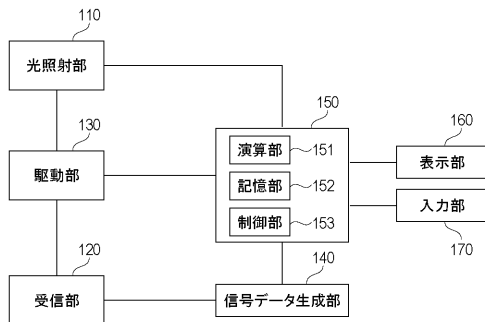 110
光照射部
130
駆動部
120
受信部
150
演算部 151
記憶部 152
制御部 153
140
信号データ生成部
160
表示部
入力部
170